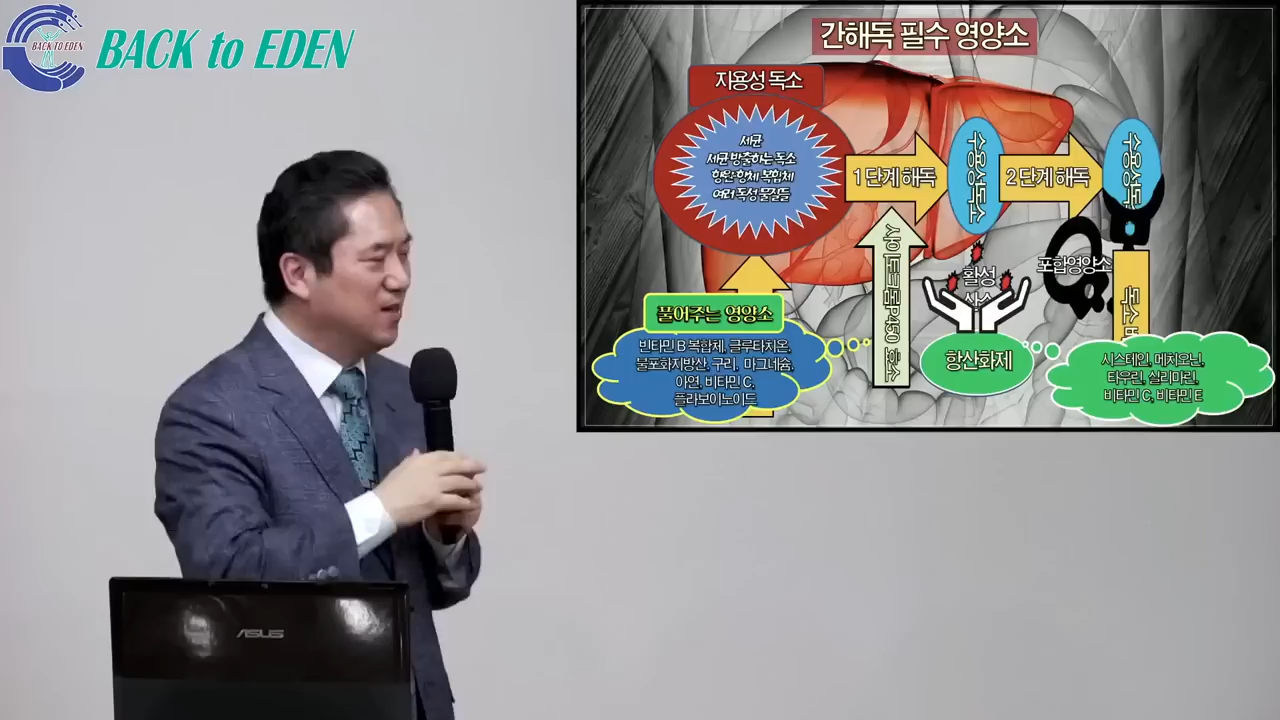 BACK TO EDEN
BACK to EDEN
간해독 필수 영양소
지용성 독소
세균
세균 방출하는 독소
항원·항체 복합체
여러 독성 물질들
1단계 해독
수용성독소
2단계 해독
수용성독
사이토크롬P450 효소
활성
산소
포합영양소
독소
풀어주는 영양소
빈타민 B 복합체, 글루타치온,
불포화지방산, 구리, 마그네슘,
아연, 비타민 C,
플라보이노이드
항산화제
시스테인, 메치오닌,
타우린, 실리마린,
비타민 C, 비타민 E
ASUS